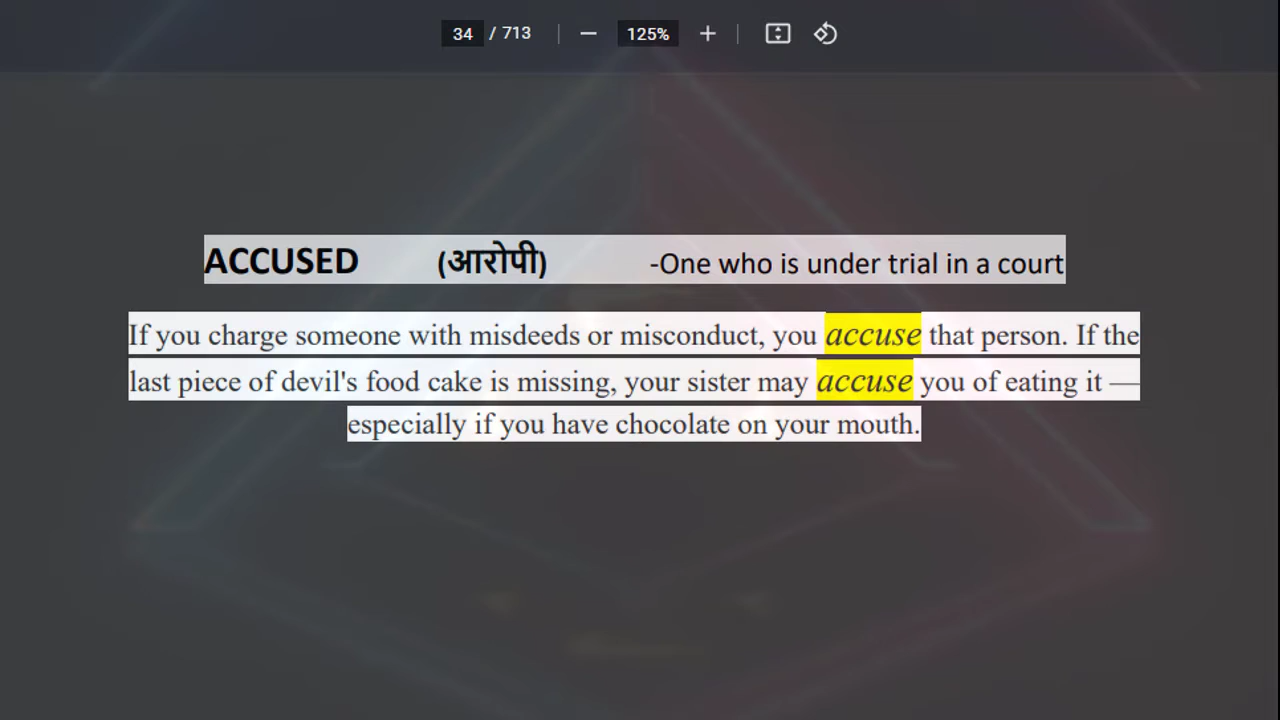 34 / 713 125%
ACCUSED (आरोपी) -One who is under trial in a court
If you charge someone with misdeeds or misconduct, you accuse that person. If the
last piece of devil's food cake is missing, your sister may accuse you of eating it —
especially if you have chocolate on your mouth.